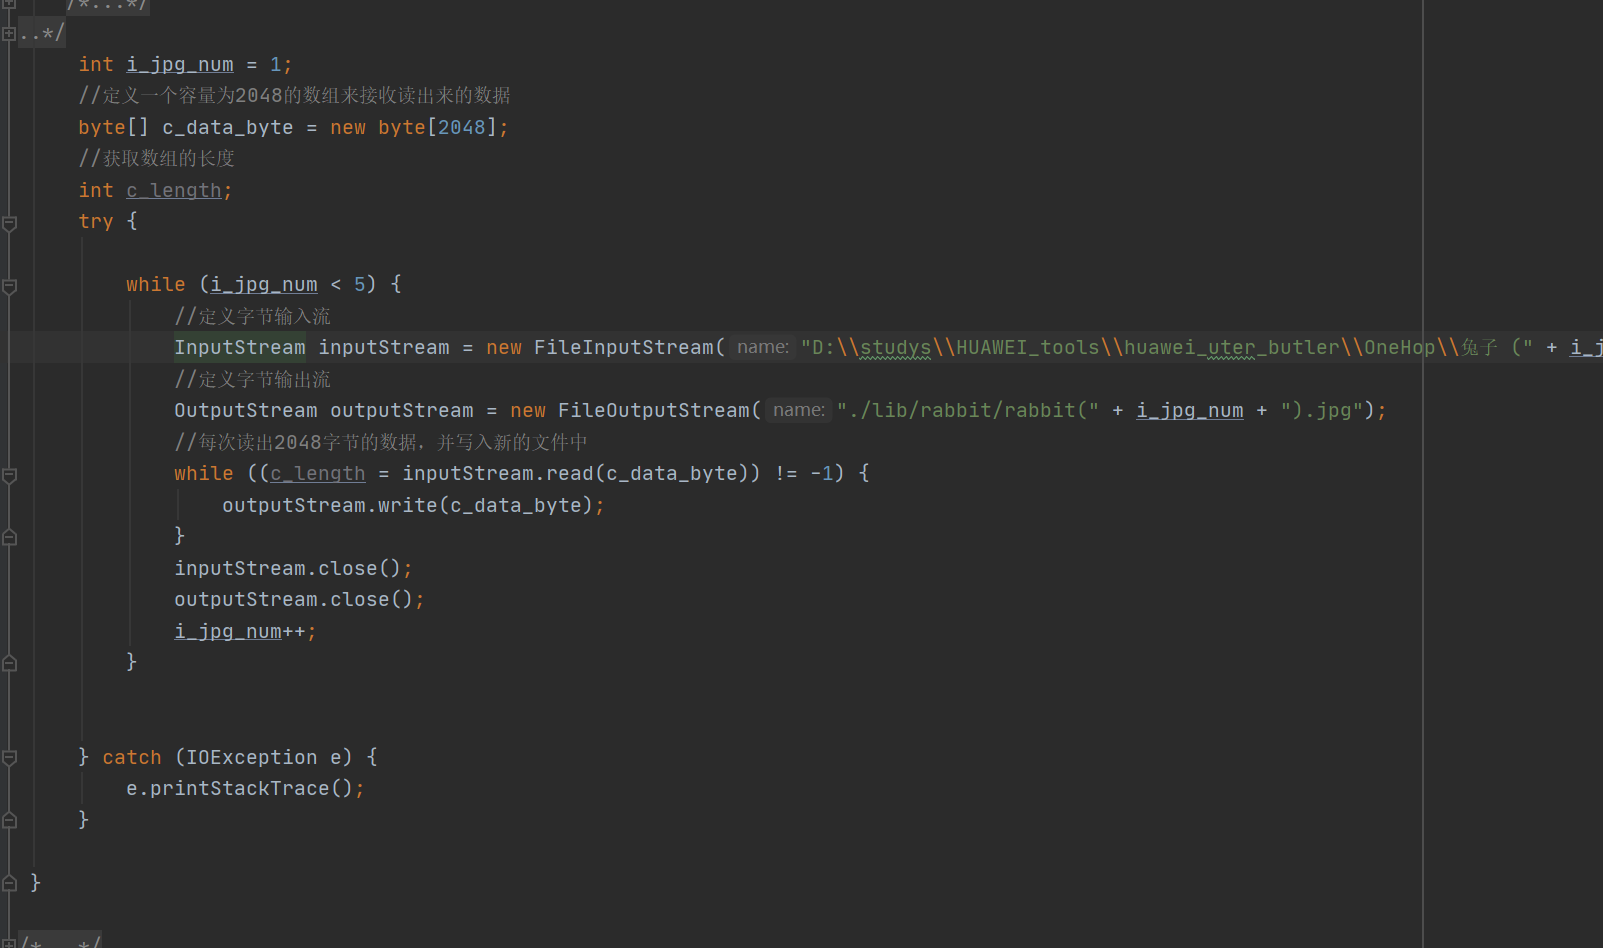 /*...*/
..*/
int i_jpg_num = 1;
//定义一个容量为2048的数组来接收读出来的数据
byte[] c_data_byte = new byte[2048];
//获取数组的长度
int c_length;
try {
while (i_jpg_num < 5) {
//定义字节输入流
InputStream inputStream = new FileInputStream( name: "D:\\studys\\HUAWEI_tools\\huawei_uter_butler\\OneHop\\兔子 (" + i_j
//定义字节输出流
OutputStream outputStream = new FileOutputStream( name: "./lib/rabbit/rabbit(" + i_jpg_num + ").jpg");
//每次读出2048字节的数据，并写入新的文件中
while ((c_length = inputStream.read(c_data_byte)) != -1) {
outputStream.write(c_data_byte);
}
inputStream.close();
outputStream.close();
i_jpg_num++;
}
} catch (IOException e) {
e.printStackTrace();
}
}
/*...*/